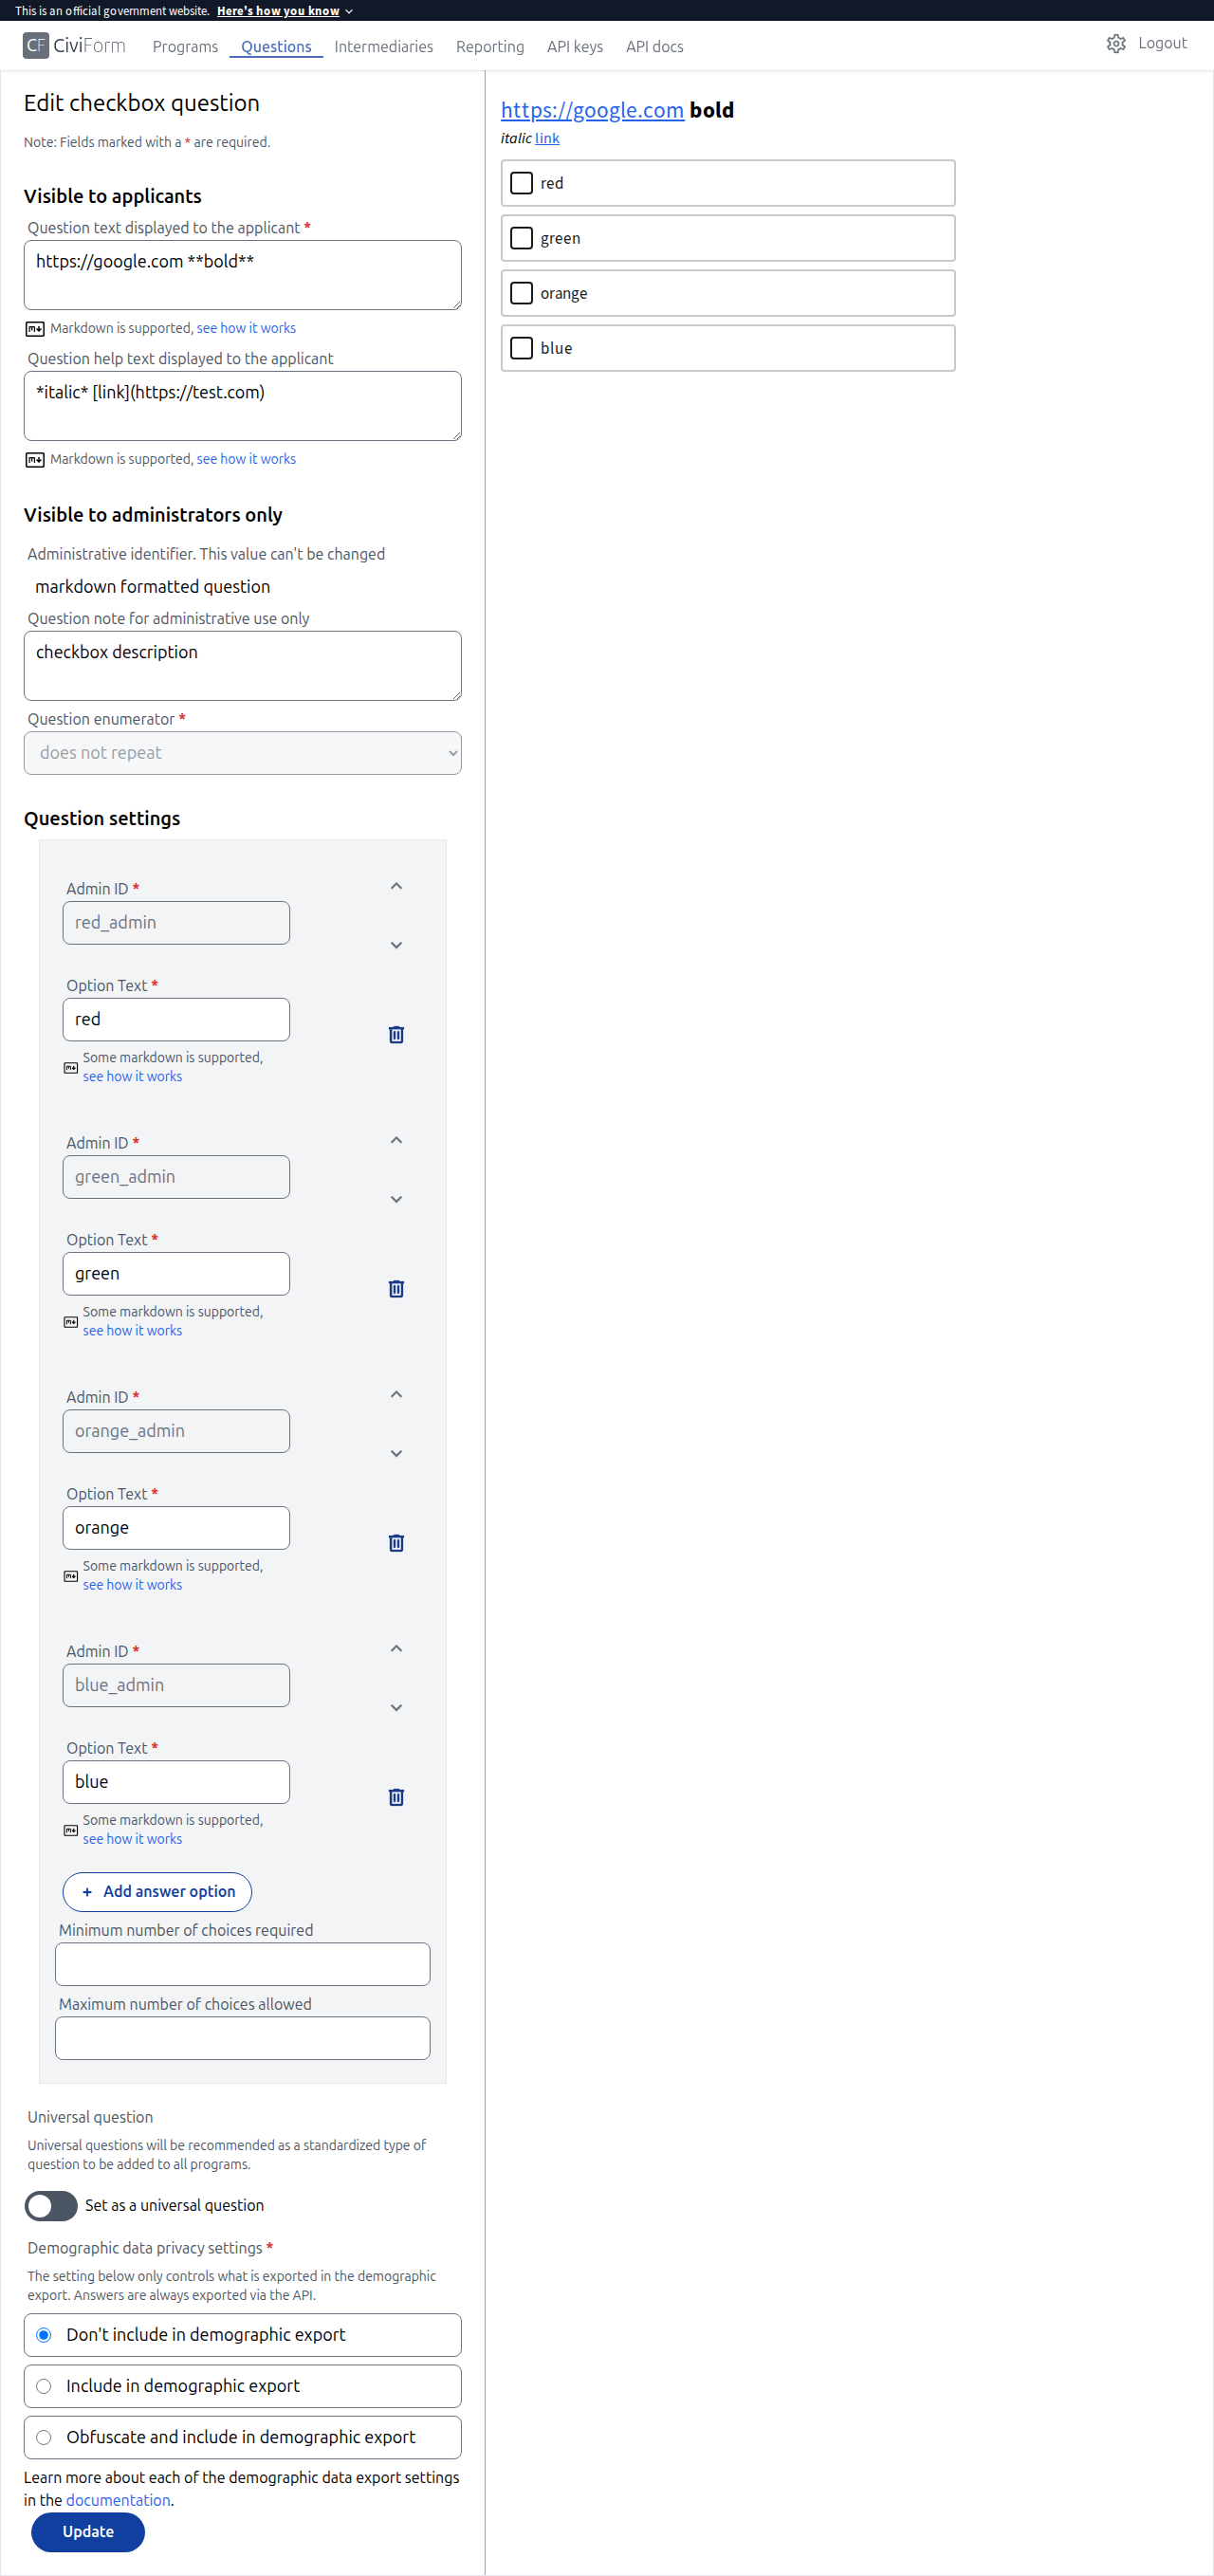 This is an official government website. Here's how you know
CF CiviForm Programs Questions Intermediaries Reporting API keys API docs Logout
Edit checkbox question
Note: Fields marked with a * are required.
Visible to applicants
Question text displayed to the applicant *
https://google.com **bold**
Markdown is supported, see how it works
Question help text displayed to the applicant
*italic* [link](https://test.com)
Markdown is supported, see how it works
Visible to administrators only
Administrative identifier. This value can't be changed
markdown formatted question
Question note for administrative use only
checkbox description
Question enumerator *
does not repeat
Question settings
Admin ID *
red_admin
Option Text *
red
Some markdown is supported,
see how it works
Admin ID *
green_admin
Option Text *
green
Some markdown is supported,
see how it works
Admin ID *
orange_admin
Option Text *
orange
Some markdown is supported,
see how it works
Admin ID *
blue_admin
Option Text *
blue
Some markdown is supported,
see how it works
+ Add answer option
Minimum number of choices required
Maximum number of choices allowed
Universal question
Universal questions will be recommended as a standardized type of
question to be added to all programs.
Set as a universal question
Demographic data privacy settings *
The setting below only controls what is exported in the demographic
export. Answers are always exported via the API.
Don't include in demographic export
Include in demographic export
Obfuscate and include in demographic export
Learn more about each of the demographic data export settings
in the documentation.
Update
https://google.com bold
italic link
red
green
orange
blue